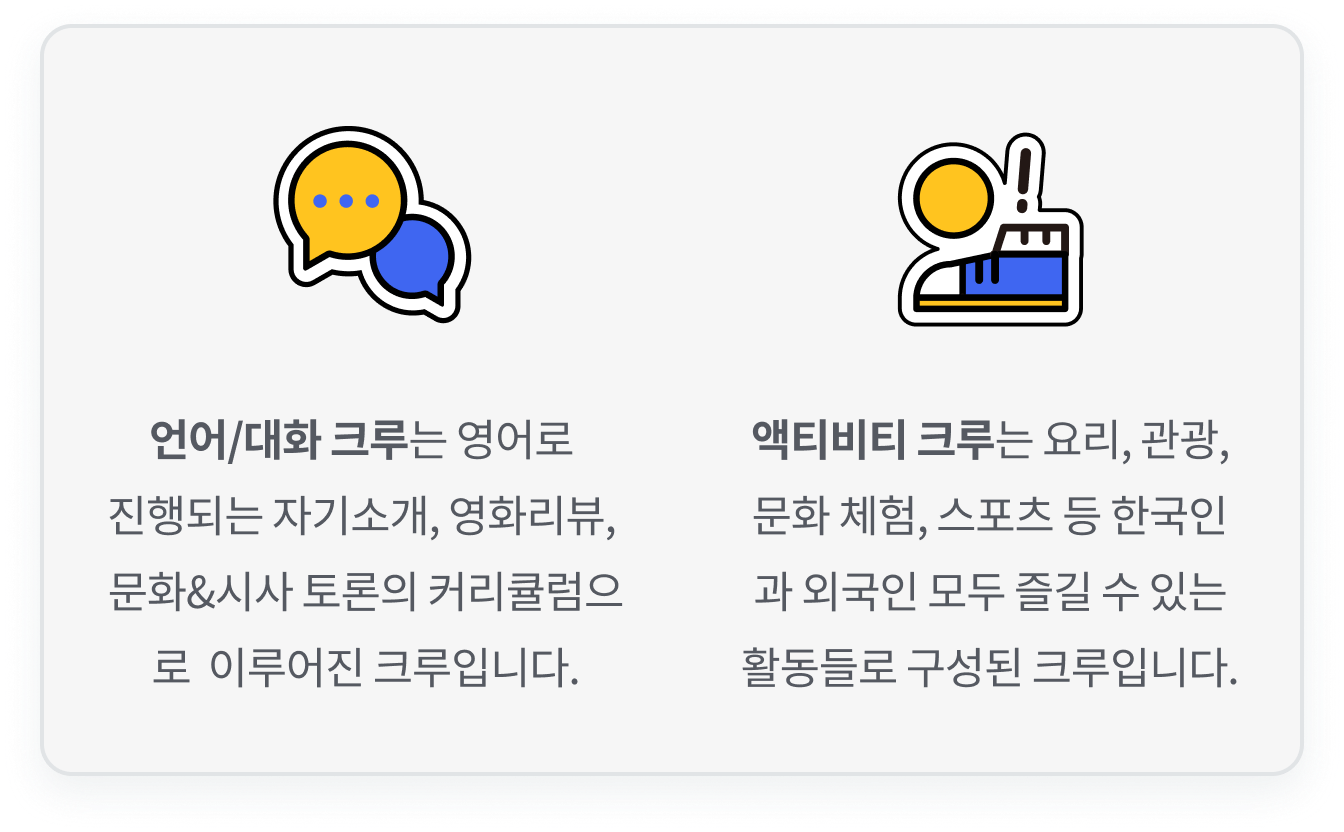 언어/대화 크루는 영어로
진행되는 자기소개, 영화리뷰,
문화&시사 토론의 커리큘럼으
로 이루어진 크루입니다.
액티비티 크루는 요리, 관광,
문화 체험, 스포츠 등 한국인
과 외국인 모두 즐길 수 있는
활동들로 구성된 크루입니다.